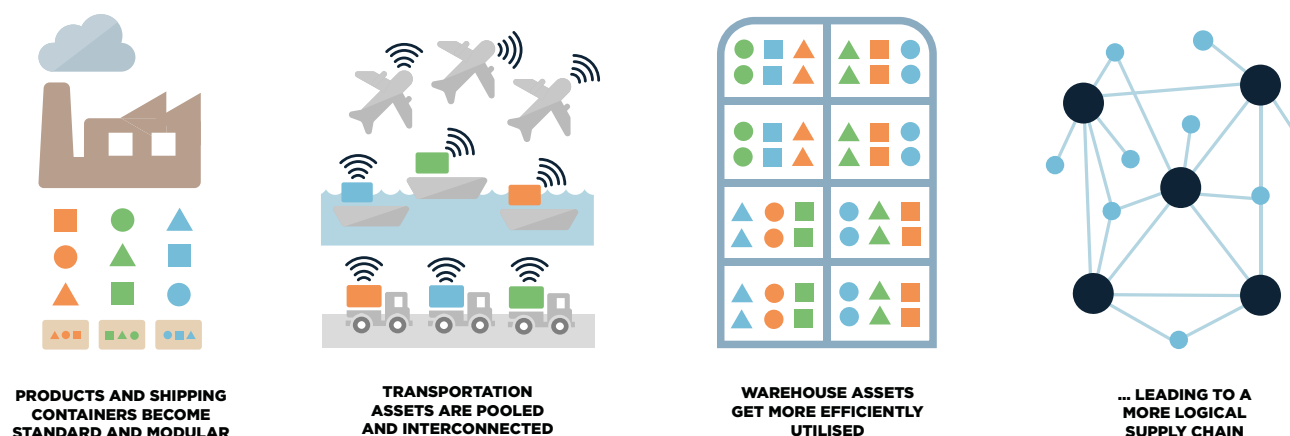 PRODUCTS AND SHIPPING
CONTAINERS BECOME
STANDARD AND MODULAR
TRANSPORTATION
ASSETS ARE POOLED
AND INTERCONNECTED
WAREHOUSE ASSETS
GET MORE EFFICIENTLY
UTILISED
... LEADING TO A
MORE LOGICAL
SUPPLY CHAIN